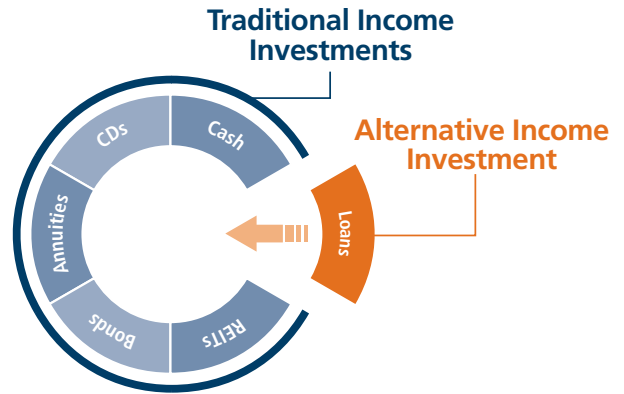 Traditional Income
Investments
Alternative Income
Investment
Cash
CDs
Annuities
Bonds
REITs
Loans